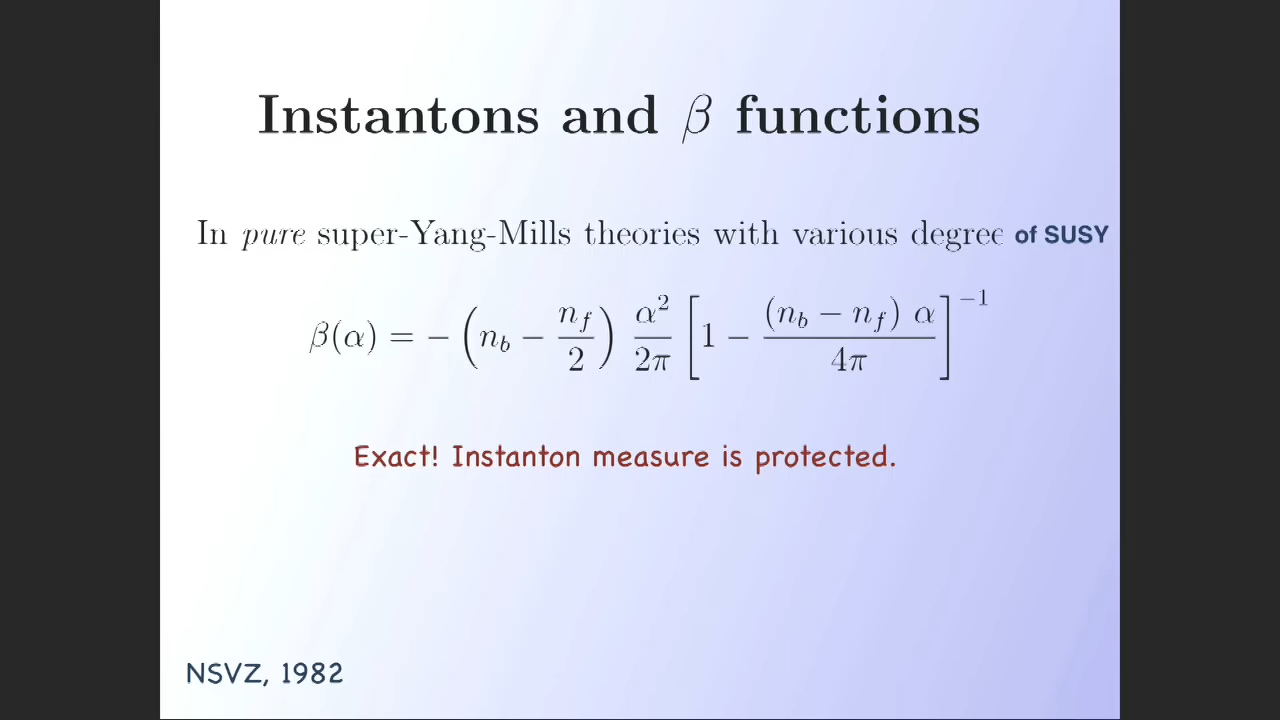 Instantons and β functions
In pure super-Yang-Mills theories with various degree of SUSY
β(α) = − (n_b − n_f/2) α²/2π [1 − (n_b − n_f) α/4π]⁻¹
Exact! Instanton measure is protected.
NSVZ, 1982